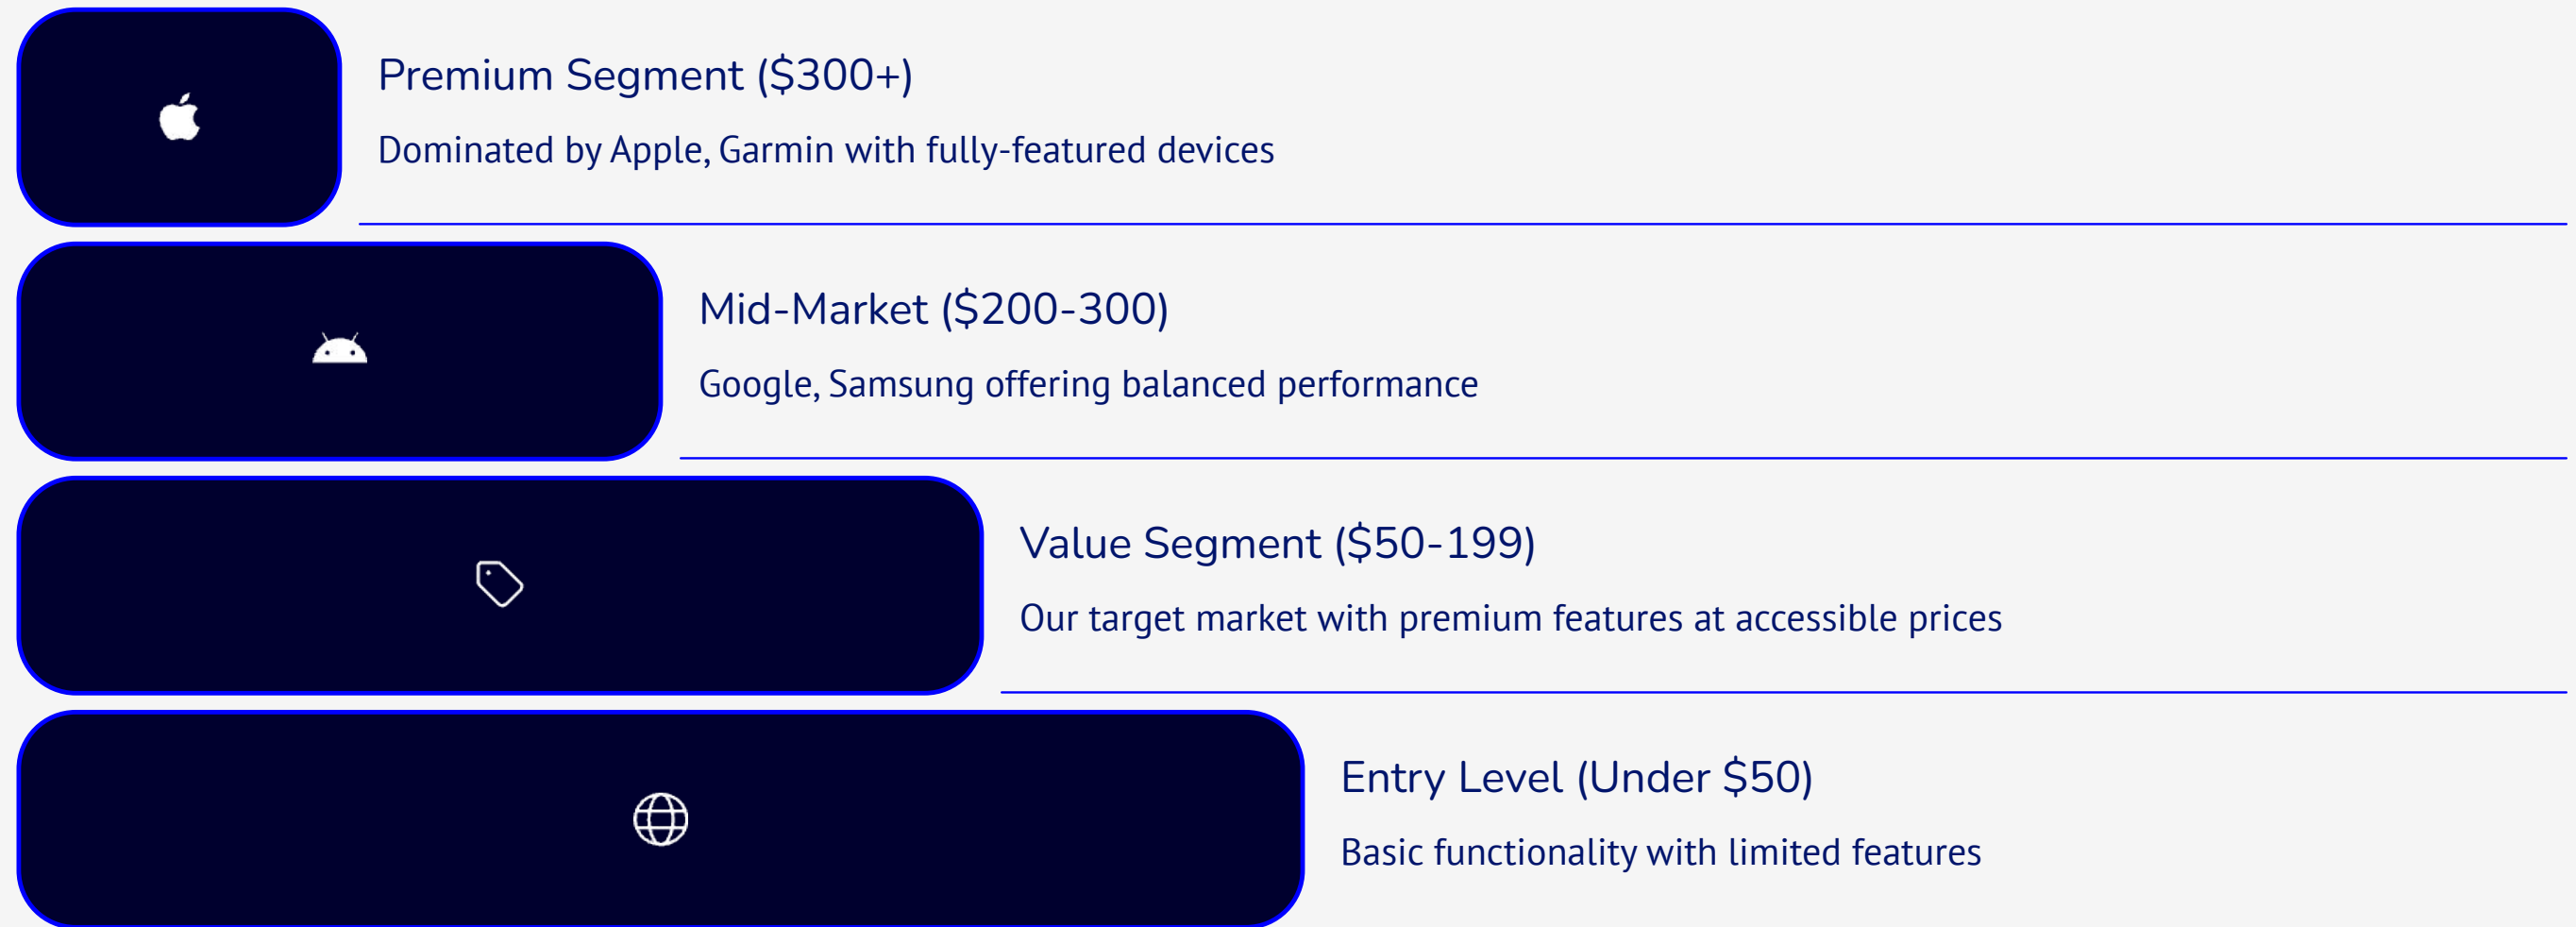 Premium Segment ($300+)
Dominated by Apple, Garmin with fully-featured devices
Mid-Market ($200-300)
Google, Samsung offering balanced performance
Value Segment ($50-199)
Our target market with premium features at accessible prices
Entry Level (Under $50)
Basic functionality with limited features